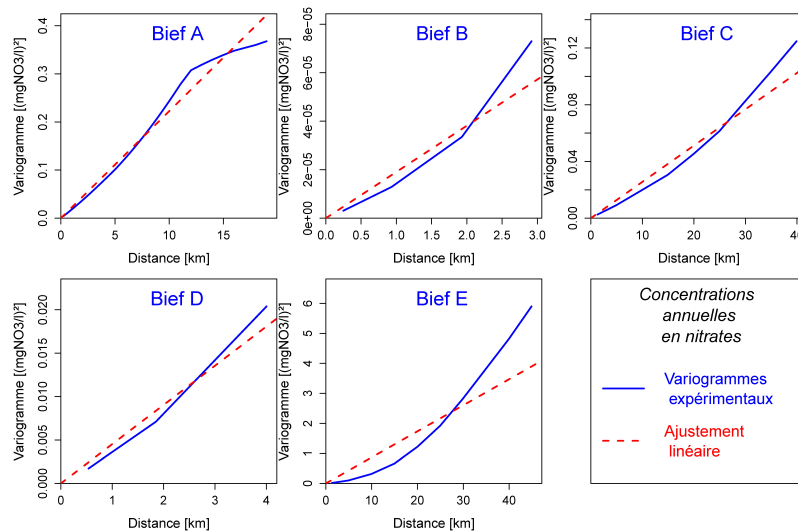 Bief A
Variogramme [(mgNO3/l)²]
0.0 0.1 0.2 0.3 0.4
0 5 10 15
Distance [km]
Bief B
Variogramme [(mgNO3/l)²]
0e+00 2e-05 4e-05 6e-05 8e-05
0.0 0.5 1.0 1.5 2.0 2.5 3.0
Distance [km]
Bief C
Variogramme [(mgNO3/l)²]
0.00 0.04 0.08 0.12
0 10 20 30 40
Distance [km]
Bief D
Variogramme [(mgNO3/l)²]
0.000 0.005 0.010 0.015 0.020
0 1 2 3 4
Distance [km]
Bief E
Variogramme [(mgNO3/l)²]
0 1 2 3 4 5 6
0 10 20 30 40
Distance [km]
Concentrations
annuelles
en nitrates
Variogrammes
expérimentaux
Ajustement
linéaire